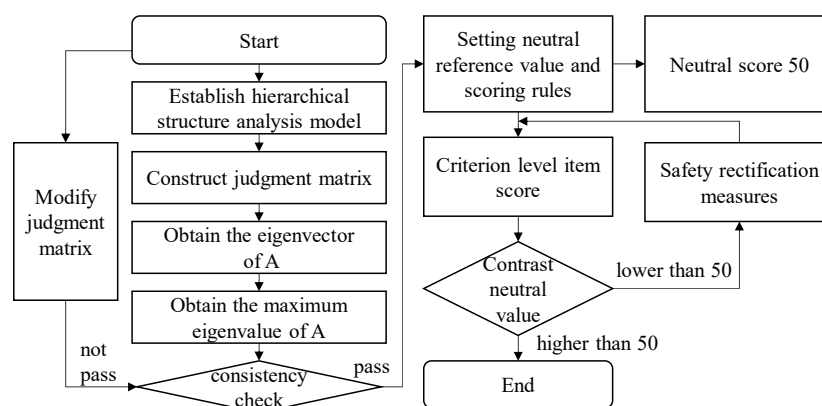 Start
Establish hierarchical
structure analysis model
Construct judgment matrix
Obtain the eigenvector
of A
Obtain the maximum
eigenvalue of A
consistency
check
Modify
judgment
matrix
not
pass
pass
Setting neutral
reference value and
scoring rules
Neutral score 50
Criterion level item
score
Safety rectification
measures
Contrast
neutral
value
lower than 50
higher than 50
End